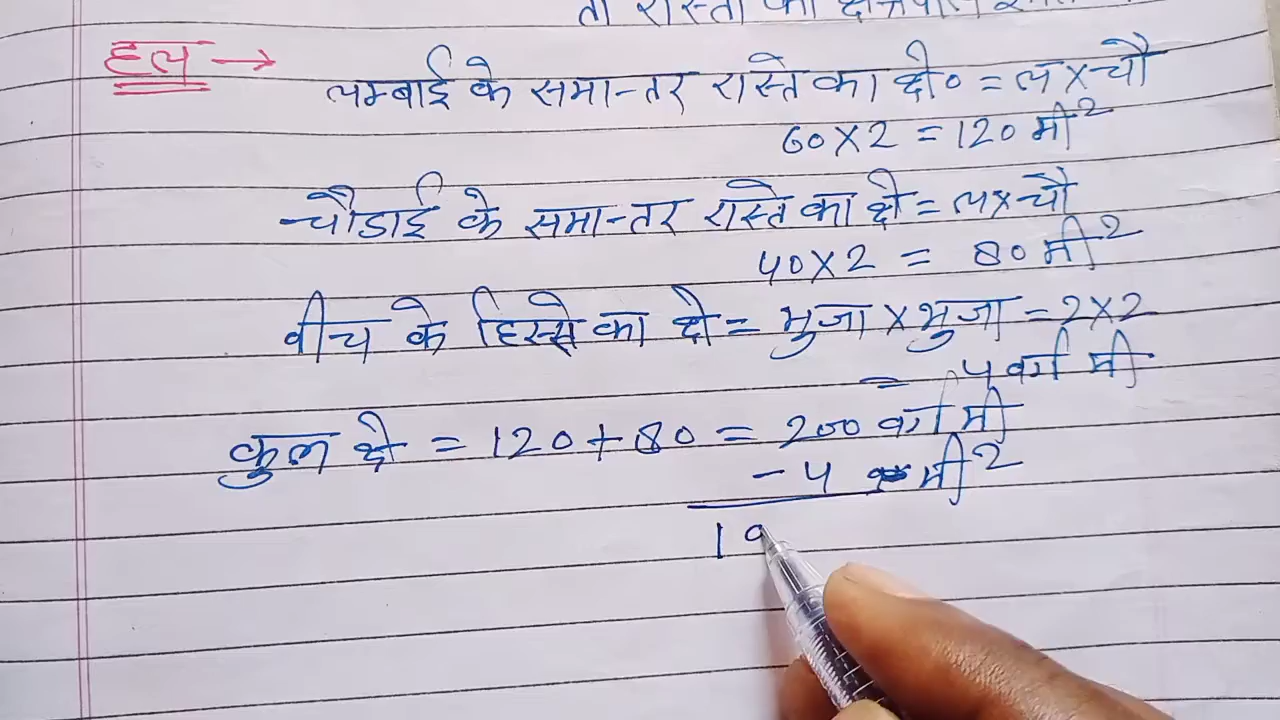 तो रास्तो का क्षेत्रफल
हल →
लम्बाई के समान्तर रास्ते का क्षे० = ल x चौ
60 X 2 = 120 मी²
चौडाई के समान्तर रास्ते का क्षे = ल x चौ
40 X 2 = 80 मी²
बीच के हिस्से का क्षे = भुजा x भुजा = 2 X 2
= 4 वर्ग मी
कुल क्षे = 120 + 80 = 200 वर्ग मी
- 4 मी²
19